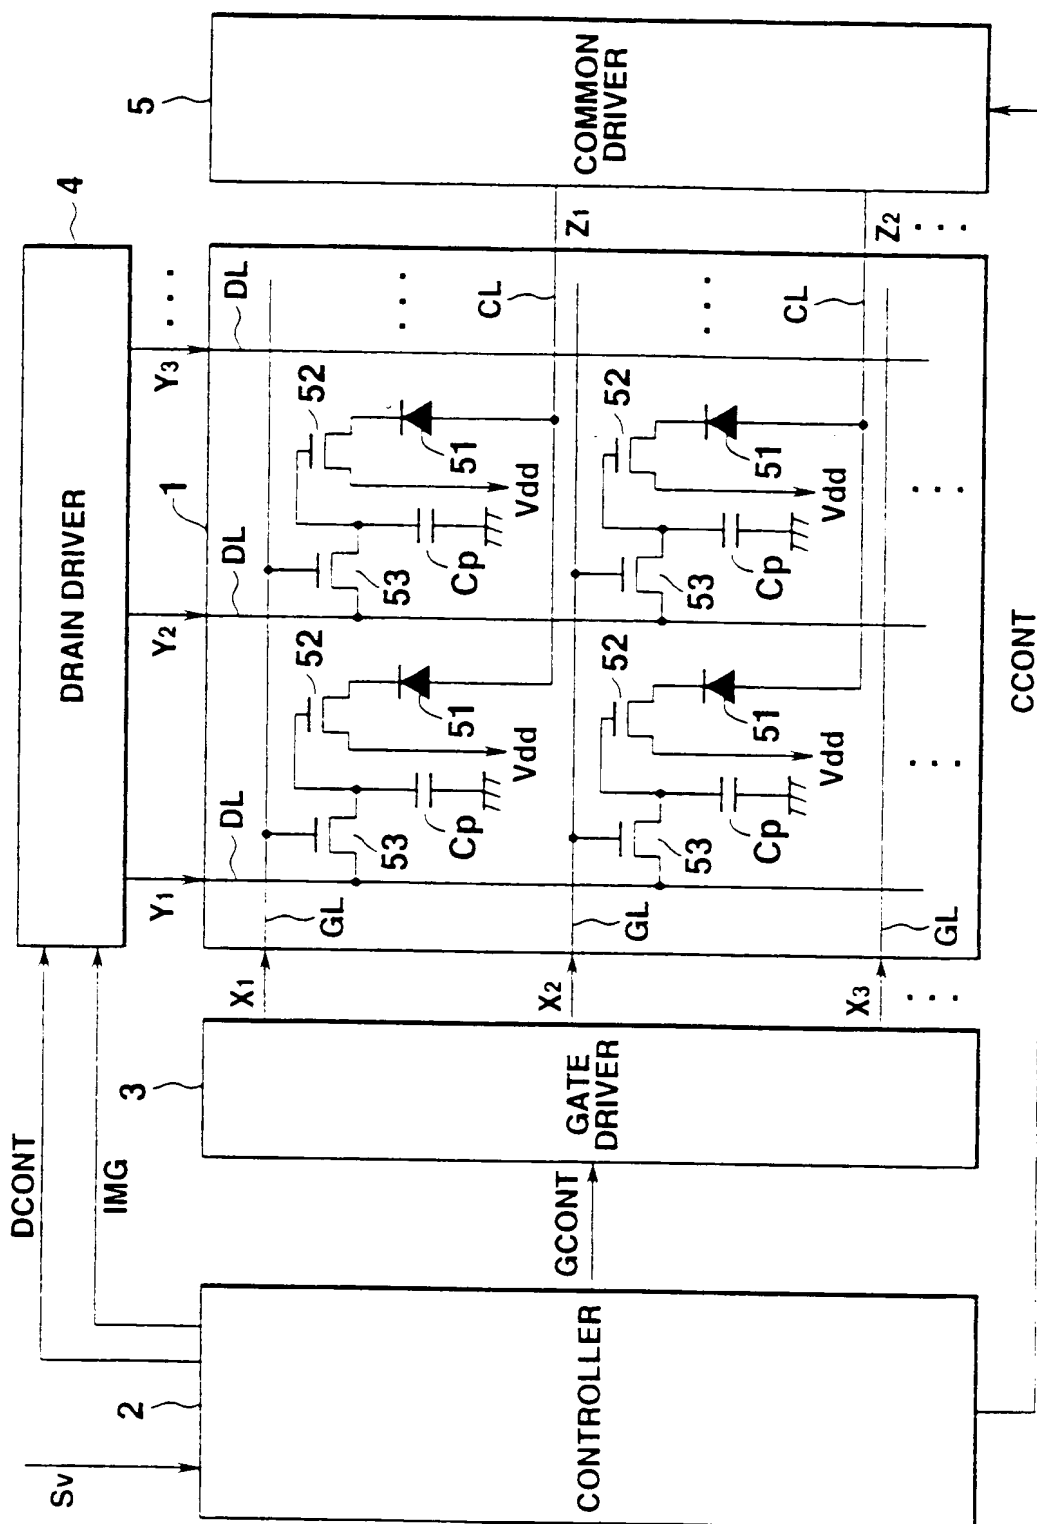 Sv
2
CONTROLLER
DCONT
IMG
GCONT
CCONT
3
GATE
DRIVER
4
DRAIN DRIVER
5
COMMON
DRIVER
1
Y1
Y2
Y3
. . .
DL
DL
DL
X1
X2
X3
. . .
GL
GL
GL
Z1
Z2
. . .
CL
CL
53
Cp
52
51
Vdd
53
Cp
52
51
Vdd
. . .
53
Cp
52
51
Vdd
53
Cp
52
51
Vdd
. . .
. . .
. . .